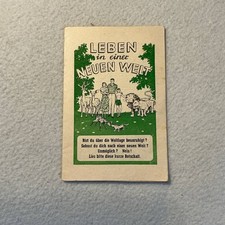 LEBEN
in einer
NEUEN WELT
Bist du über die Weltlage beunruhigt?
Sehnst du dich nach einer neuen Welt?
Unmöglich? Nein!
Lies bitte diese kurze Botschaft.